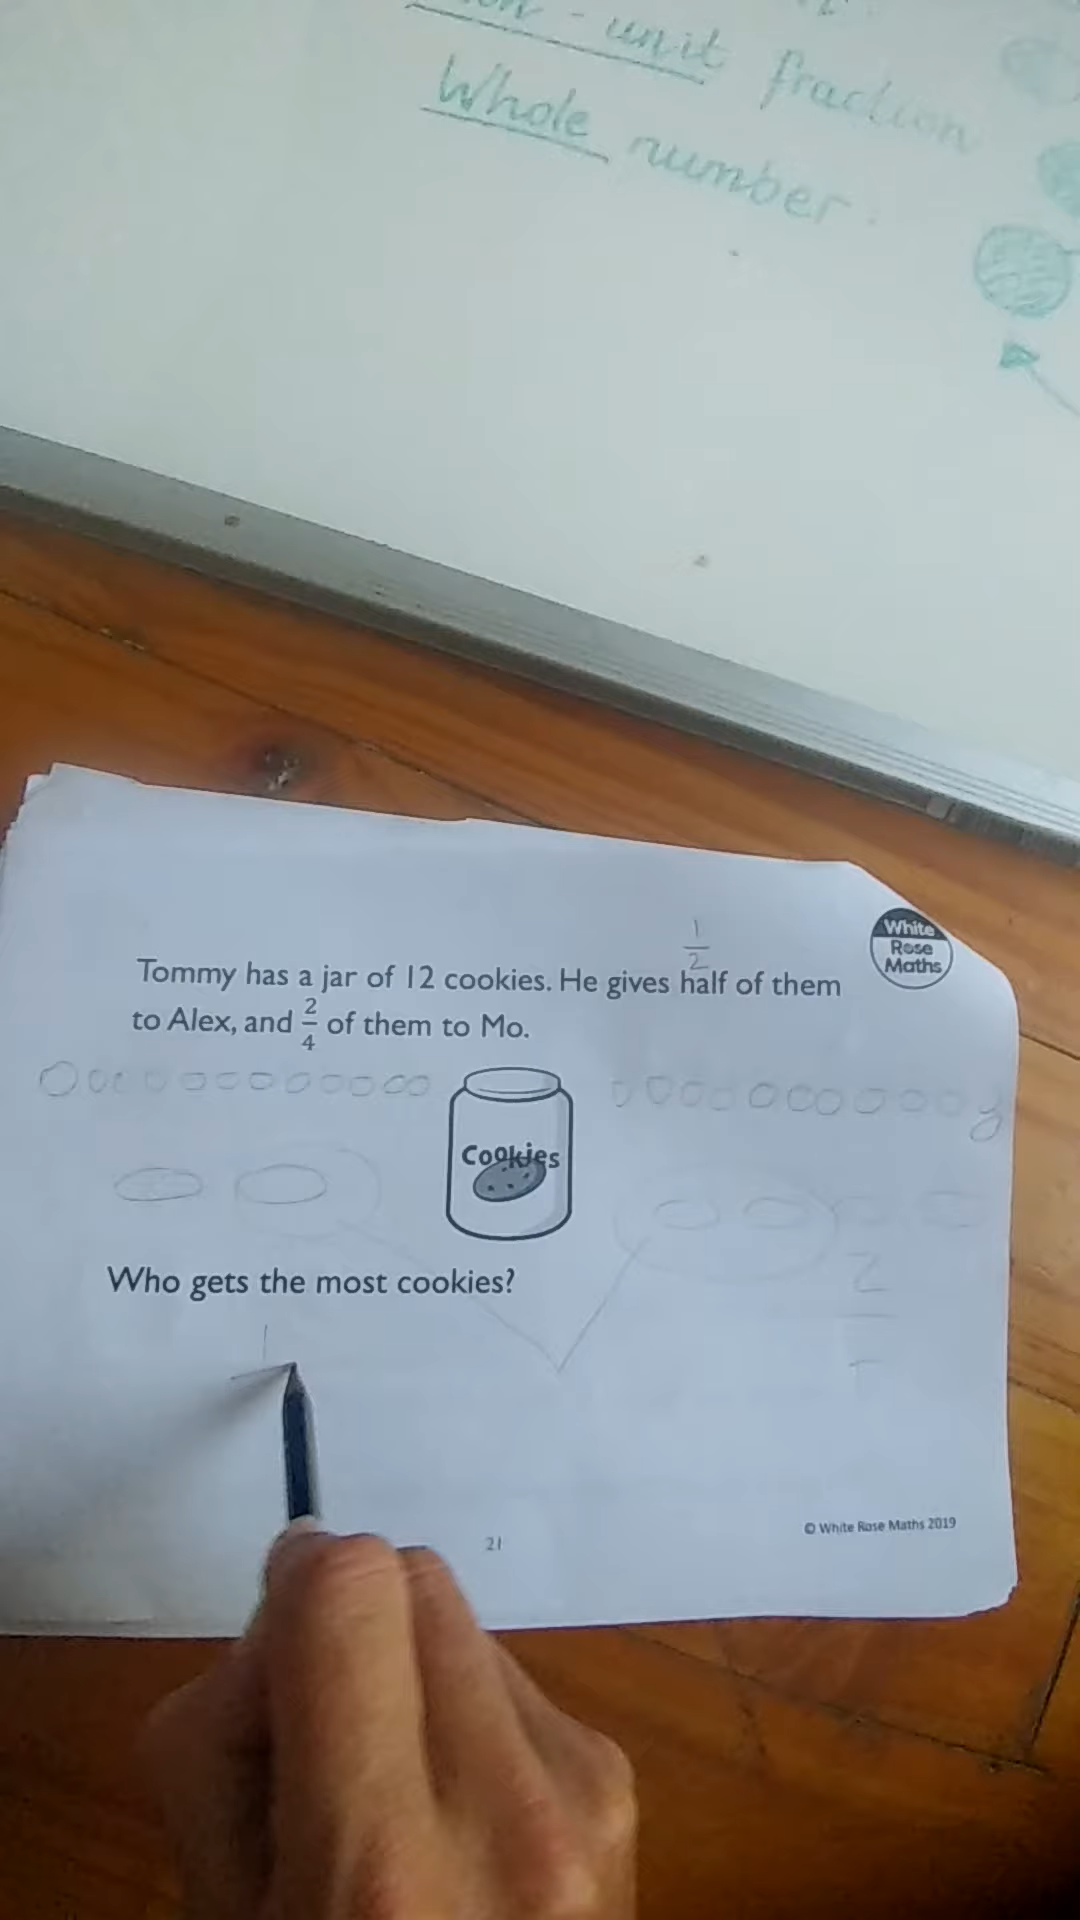 - unit fraction
Whole number.
1
2
White
Rose
Maths
Tommy has a jar of 12 cookies. He gives half of them
to Alex, and 2/4 of them to Mo.
Cookies
Who gets the most cookies?
2
1
© White Rose Maths 2019
21